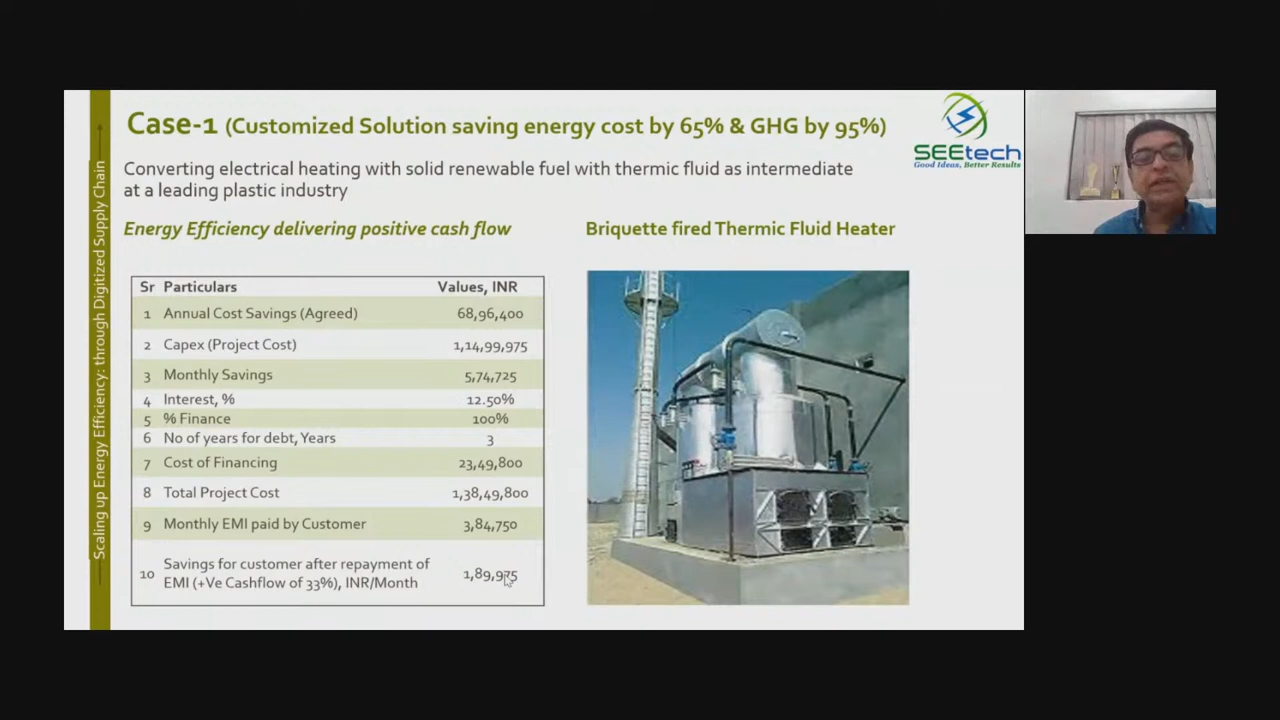 Scaling up Energy Efficiency: through Digitized Supply Chain
Case-1 (Customized Solution saving energy cost by 65% & GHG by 95%)
SEEtech
Good Ideas, Better Results
Converting electrical heating with solid renewable fuel with thermic fluid as intermediate
at a leading plastic industry
Energy Efficiency delivering positive cash flow
Briquette fired Thermic Fluid Heater
Sr Particulars Values, INR
1 Annual Cost Savings (Agreed) 68,96,400
2 Capex (Project Cost) 1,14,99,975
3 Monthly Savings 5,74,725
4 Interest, % 12.50%
5 % Finance 100%
6 No of years for debt, Years 3
7 Cost of Financing 23,49,800
8 Total Project Cost 1,38,49,800
9 Monthly EMI paid by Customer 3,84,750
10 Savings for customer after repayment of
EMI (+Ve Cashflow of 33%), INR/Month 1,89,975